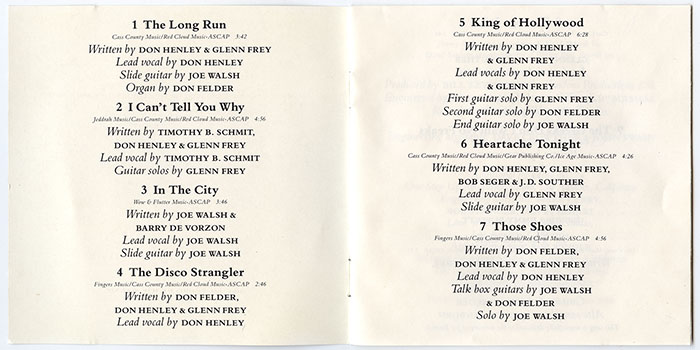 1 The Long Run
Cass County Music/Red Cloud Music-ASCAP 3:42
Written by DON HENLEY & GLENN FREY
Lead vocal by DON HENLEY
Slide guitar by JOE WALSH
Organ by DON FELDER
2 I Can't Tell You Why
Jeddrah Music/Cass County Music/Red Cloud Music-ASCAP 4:56
Written by TIMOTHY B. SCHMIT,
DON HENLEY & GLENN FREY
Lead vocal by TIMOTHY B. SCHMIT
Guitar solos by GLENN FREY
3 In The City
Wow & Flutter Music-ASCAP 3:46
Written by JOE WALSH &
BARRY DE VORZON
Lead vocal by JOE WALSH
Slide guitar by JOE WALSH
4 The Disco Strangler
Fingers Music/Cass County Music/Red Cloud Music-ASCAP 2:46
Written by DON FELDER,
DON HENLEY & GLENN FREY
Lead vocal by DON HENLEY
5 King of Hollywood
Cass County Music/Red Cloud Music-ASCAP 6:28
Written by DON HENLEY
& GLENN FREY
Lead vocals by DON HENLEY
& GLENN FREY
First guitar solo by GLENN FREY
Second guitar solo by DON FELDER
End guitar solo by JOE WALSH
6 Heartache Tonight
Cass County Music/Red Cloud Music/Gear Publishing Co./Ice Age Music-ASCAP 4:26
Written by DON HENLEY, GLENN FREY,
BOB SEGER & J.D. SOUTHER
Lead vocal by GLENN FREY
Slide guitar by JOE WALSH
7 Those Shoes
Fingers Music/Cass County Music/Red Cloud Music-ASCAP 4:56
Written by DON FELDER,
DON HENLEY & GLENN FREY
Lead vocal by DON HENLEY
Talk box guitars by JOE WALSH
& DON FELDER
Solo by JOE WALSH